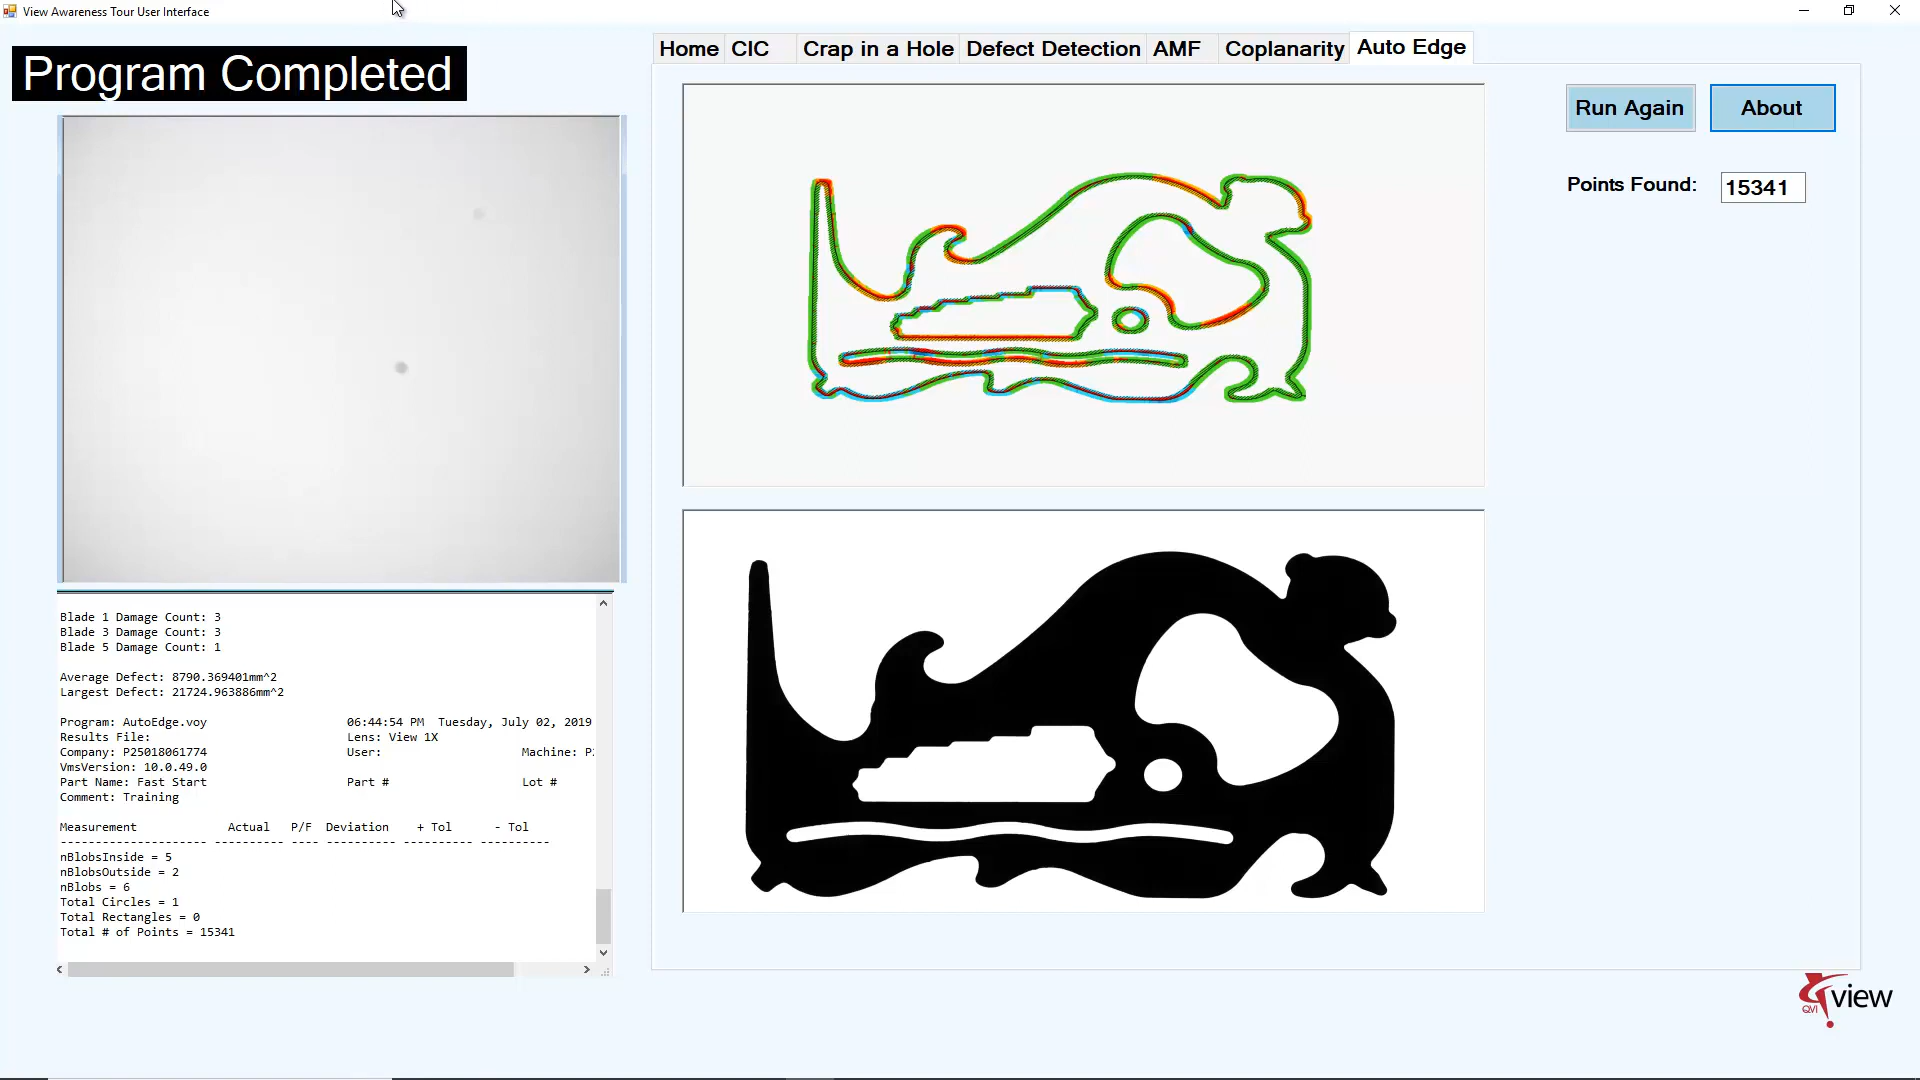 View Awareness Tour User Interface
Program Completed
Home CIC Crap in a Hole Defect Detection AMF Coplanarity Auto Edge
Run Again About
Points Found: 15341
Blade 1 Damage Count: 3
Blade 3 Damage Count: 3
Blade 5 Damage Count: 1
Average Defect: 8790.369401mm^2
Largest Defect: 21724.963886mm^2
Program: AutoEdge.voy 06:44:54 PM Tuesday, July 02, 2019
Results File: Lens: View 1X
Company: P25018061774 User: Machine: P
VmsVersion: 10.0.49.0
Part Name: Fast Start Part # Lot #
Comment: Training
Measurement Actual P/F Deviation + Tol - Tol
--------------------- ---------- ---- ---------- ---------- ----------
nBlobsInside = 5
nBlobsOutside = 2
nBlobs = 6
Total Circles = 1
Total Rectangles = 0
Total # of Points = 15341
QVI view